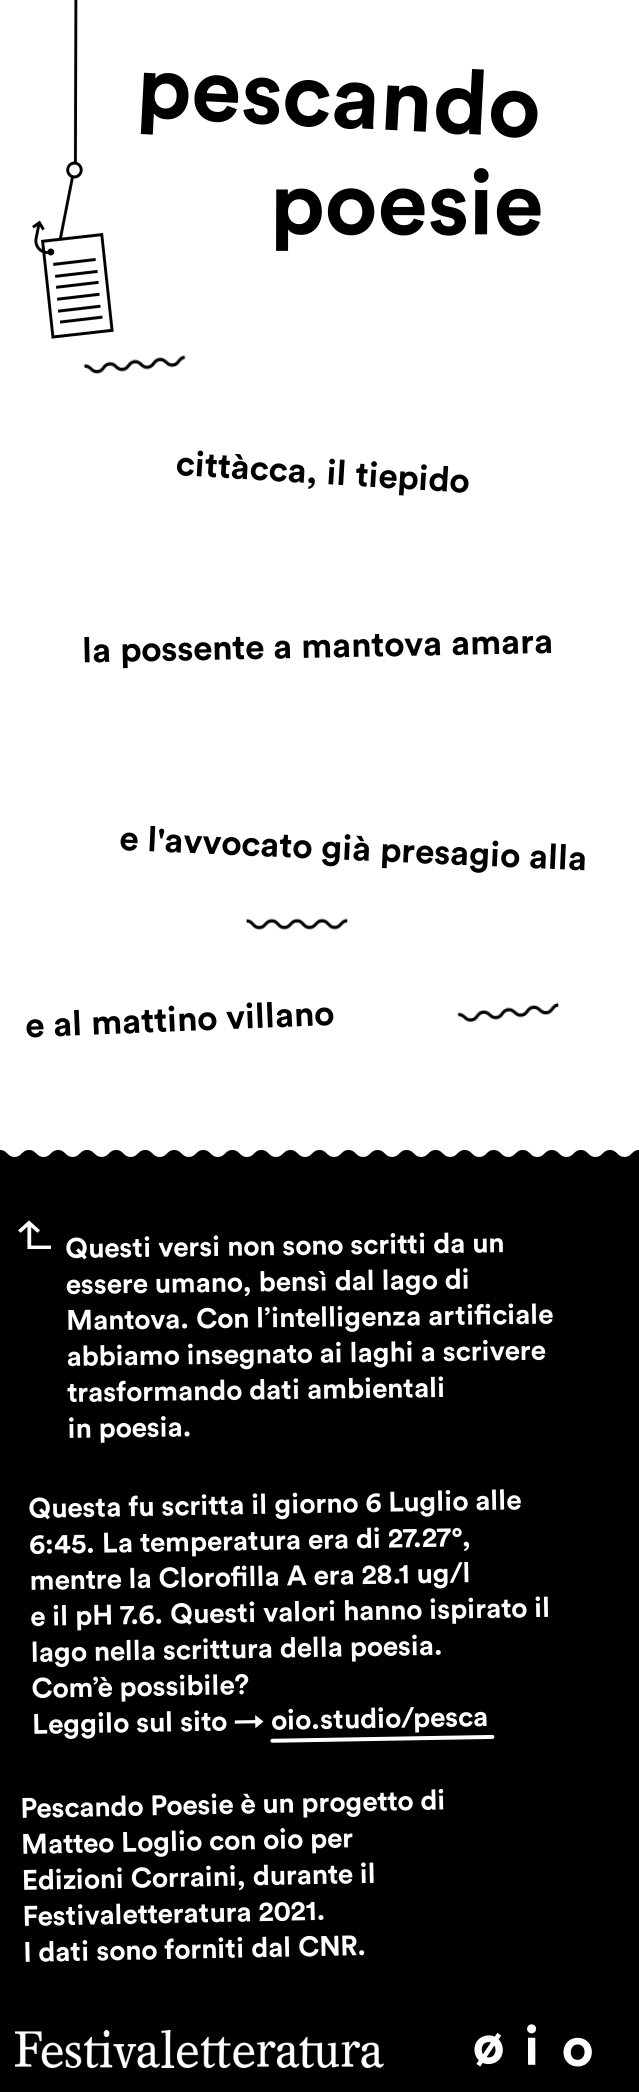 pescando
poesie
cittàcca, il tiepido
la possente a mantova amara
e l'avvocato già presagio alla
e al mattino villano
Questi versi non sono scritti da un
essere umano, bensì dal lago di
Mantova. Con l’intelligenza artificiale
abbiamo insegnato ai laghi a scrivere
trasformando dati ambientali
in poesia.
Questa fu scritta il giorno 6 Luglio alle
6:45. La temperatura era di 27.27°,
mentre la Clorofilla A era 28.1 ug/l
e il pH 7.6. Questi valori hanno ispirato il
lago nella scrittura della poesia.
Com’è possibile?
Leggilo sul sito → oio.studio/pesca
Pescando Poesie è un progetto di
Matteo Loglio con oio per
Edizioni Corraini, durante il
Festivaletteratura 2021.
I dati sono forniti dal CNR.
Festivaletteratura
ø i o